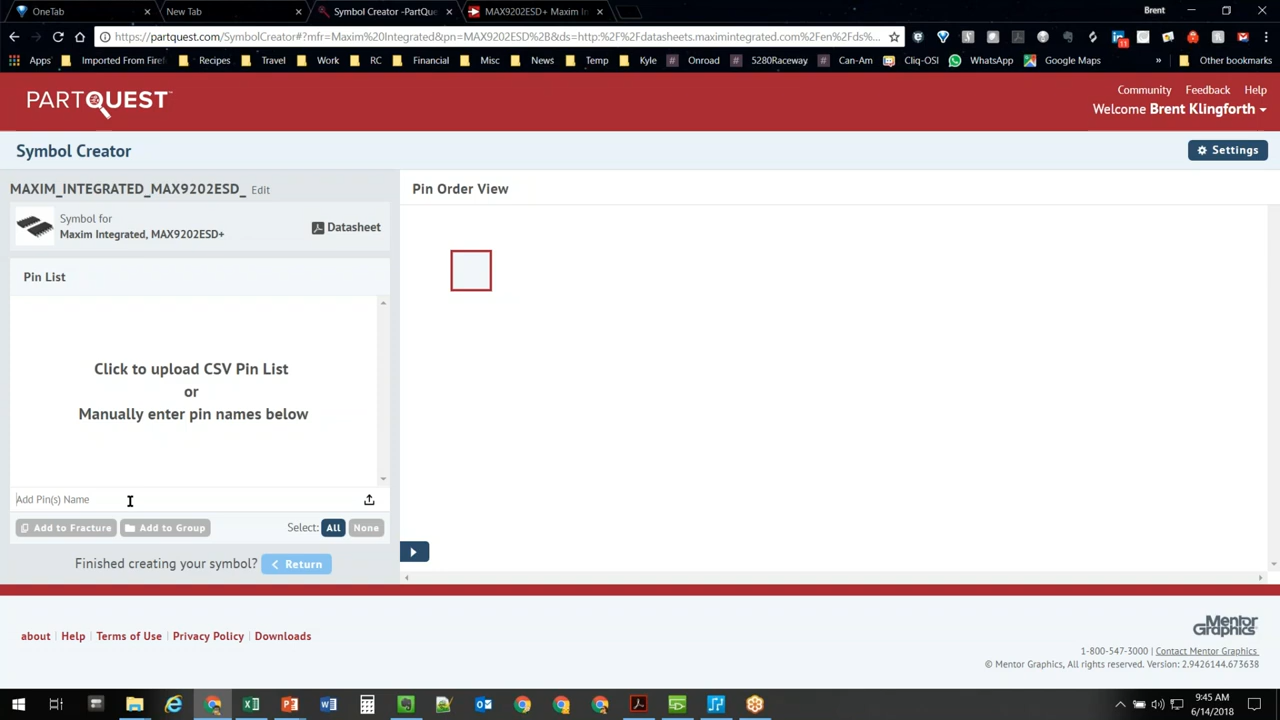 OneTab
New Tab
Symbol Creator -PartQue
MAX9202ESD+ Maxim In
Brent
https://partquest.com/SymbolCreator#?mfr=Maxim%20Integrated&pn=MAX9202ESD%2B&ds=http:%2F%2Fdatasheets.maximintegrated.com%2Fen%2Fds%...
Apps
Imported From Firef
Recipes
Travel
Work
RC
Financial
Misc
News
Temp
Kyle
Onroad
5280Raceway
Can-Am
Cliq-OSI
WhatsApp
Google Maps
»
Other bookmarks
PARTQUEST™
Community
Feedback
Help
Welcome Brent Klingforth
Symbol Creator
Settings
MAXIM_INTEGRATED_MAX9202ESD_ Edit
Pin Order View
Symbol for
Maxim Integrated, MAX9202ESD+
Datasheet
Pin List
Click to upload CSV Pin List
or
Manually enter pin names below
Add Pin(s) Name
Add to Fracture
Add to Group
Select: All None
Finished creating your symbol?
Return
about | Help | Terms of Use | Privacy Policy | Downloads
Mentor
Graphics
1-800-547-3000 | Contact Mentor Graphics
© Mentor Graphics, All rights reserved. Version: 2.9426144.673638
9:45 AM
6/14/2018